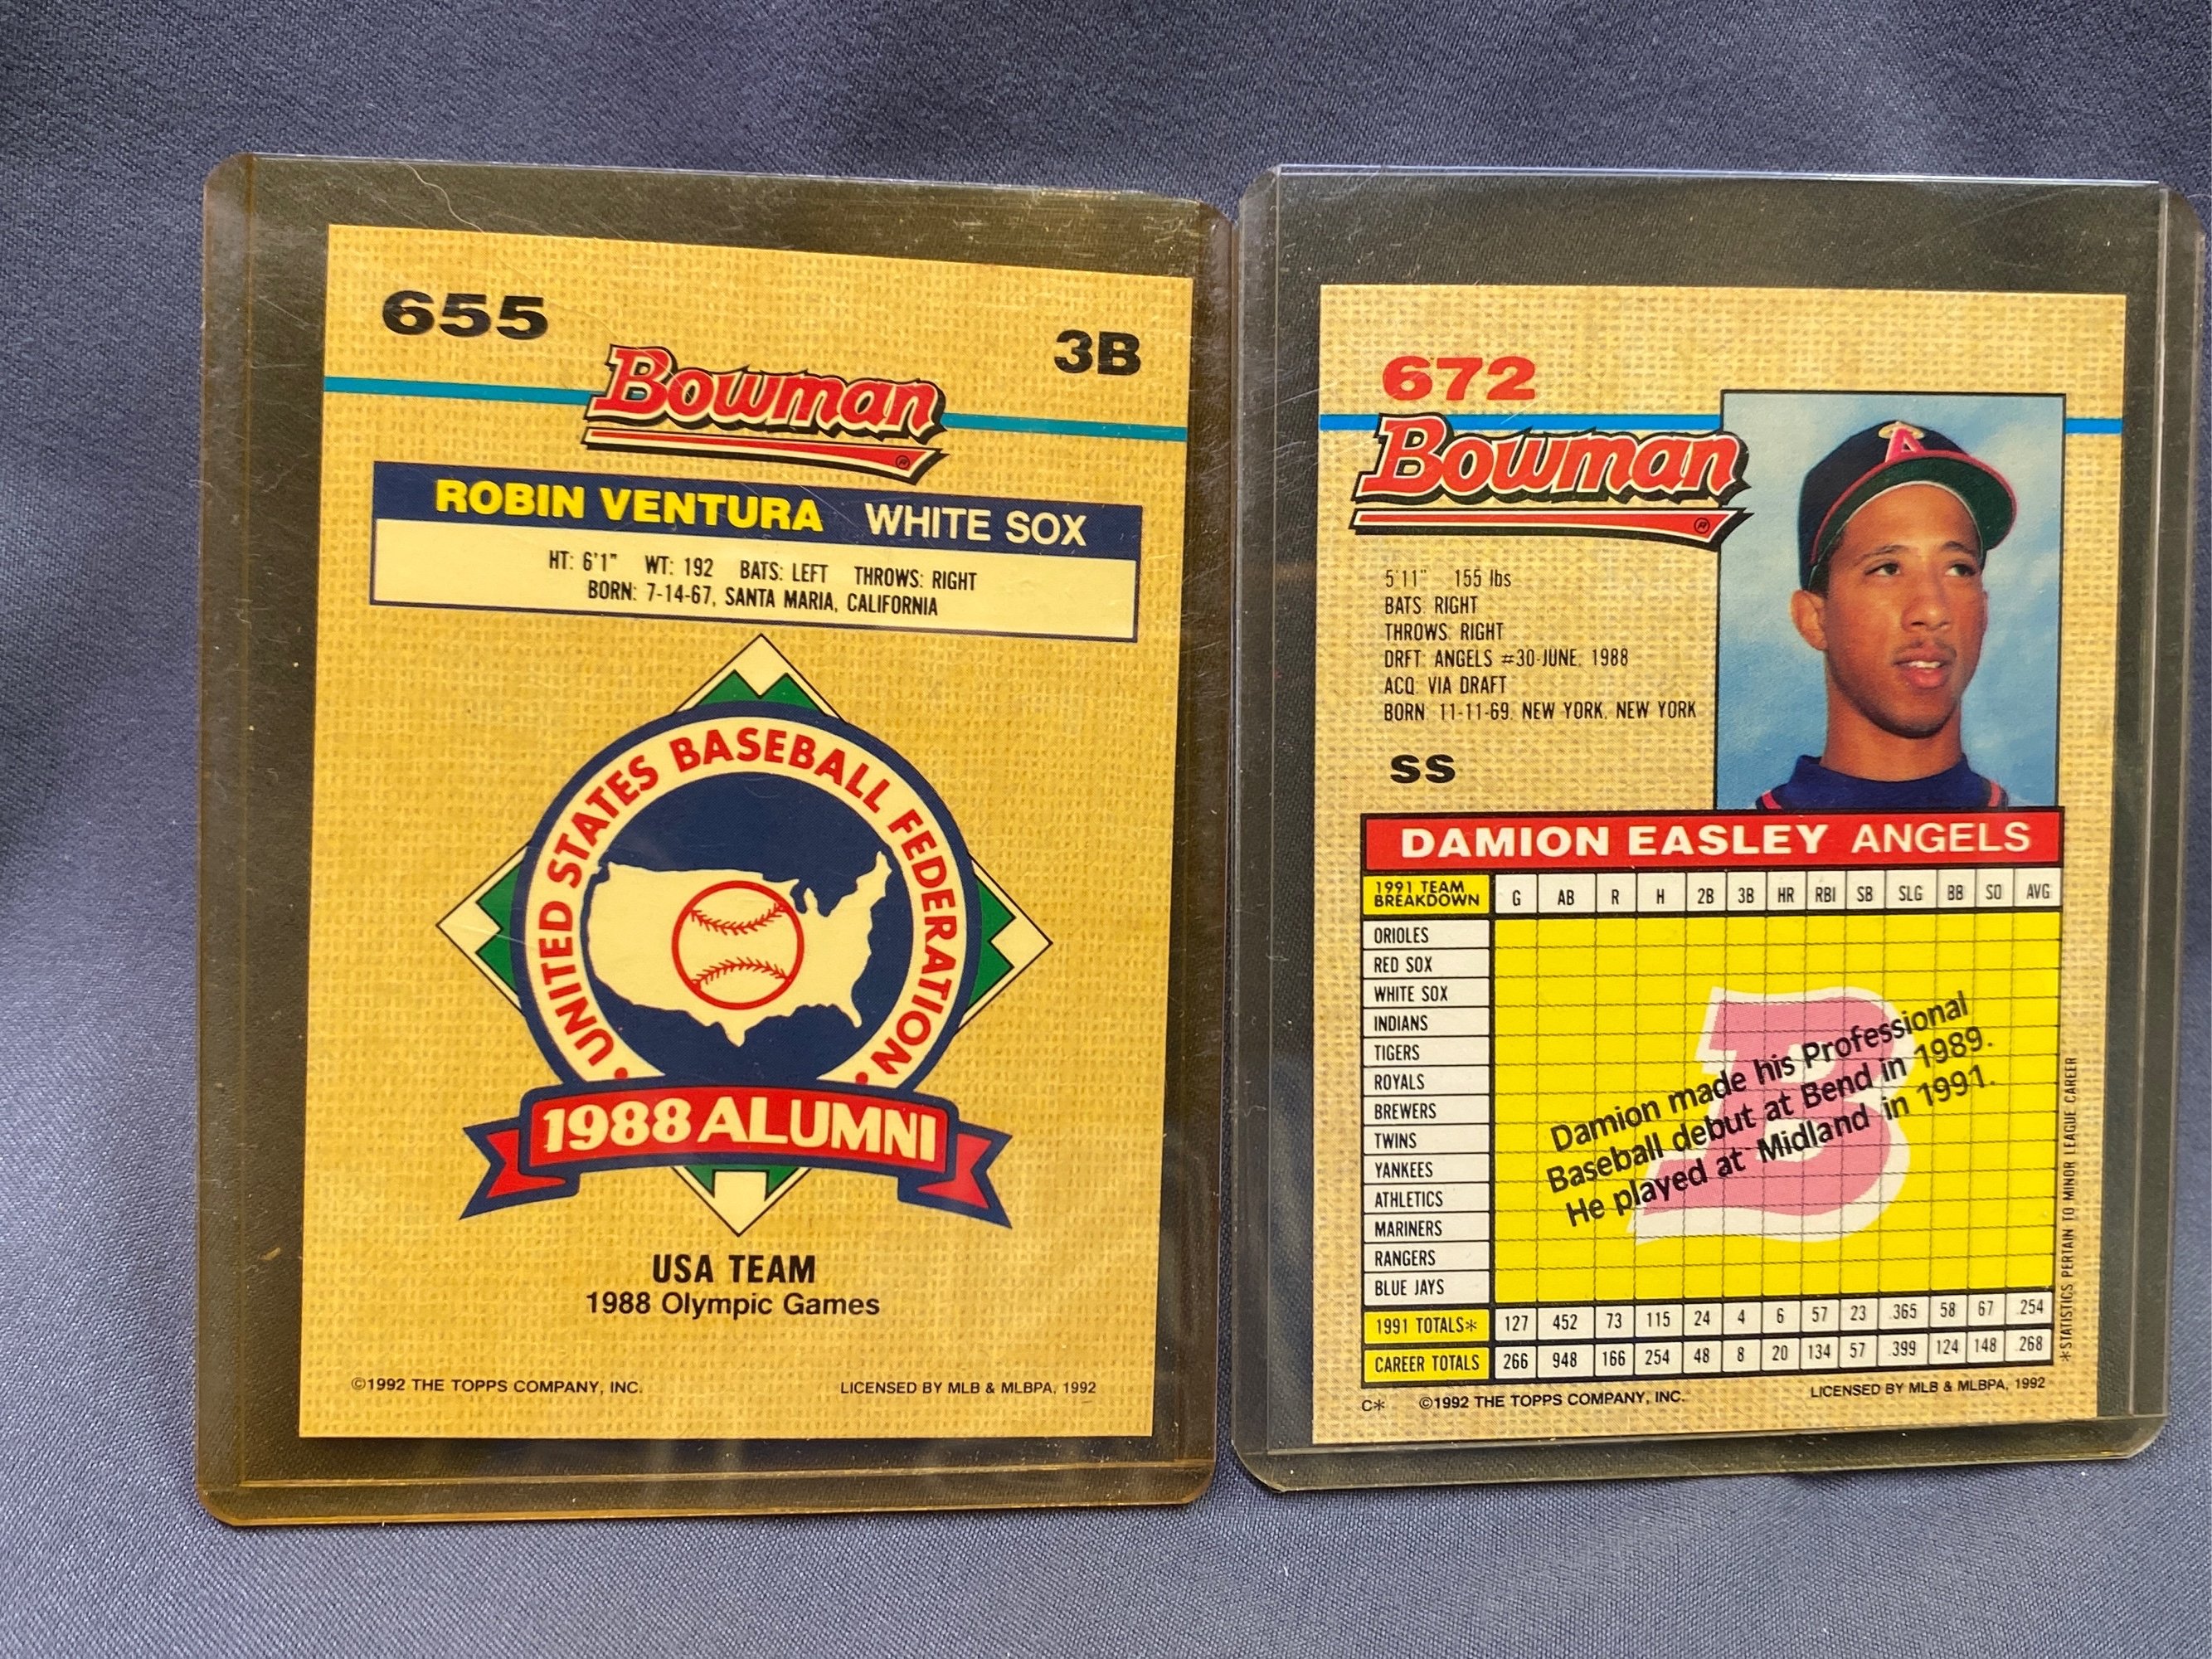 655
3B
Bowman
®
ROBIN VENTURA WHITE SOX
HT: 6'1" WT: 192 BATS: LEFT THROWS: RIGHT
BORN: 7-14-67, SANTA MARIA, CALIFORNIA
• UNITED STATES BASEBALL FEDERATION •
1988 ALUMNI
USA TEAM
1988 Olympic Games
©1992 THE TOPPS COMPANY, INC. LICENSED BY MLB & MLBPA, 1992
672
A
Bowman
®
5'11" 155 lbs
BATS: RIGHT
THROWS: RIGHT
DRFT: ANGELS #30-JUNE, 1988
ACQ: VIA DRAFT
BORN: 11-11-69, NEW YORK, NEW YORK
SS
DAMION EASLEY ANGELS
1991 TEAM
BREAKDOWN G AB R H 2B 3B HR RBI SB SLG BB SO AVG
ORIOLES
RED SOX
WHITE SOX
INDIANS
TIGERS
ROYALS
BREWERS
TWINS
YANKEES
ATHLETICS
MARINERS
RANGERS
BLUE JAYS
B
Damion made his Professional
Baseball debut at Bend in 1989.
He played at Midland in 1991.
1991 TOTALS* 127 452 73 115 24 4 6 57 23 .365 58 67 .254
CAREER TOTALS 266 948 166 254 48 8 20 134 57 .399 124 148 .268
*STATISTICS PERTAIN TO MINOR LEAGUE CAREER
C* ©1992 THE TOPPS COMPANY, INC. LICENSED BY MLB & MLBPA, 1992